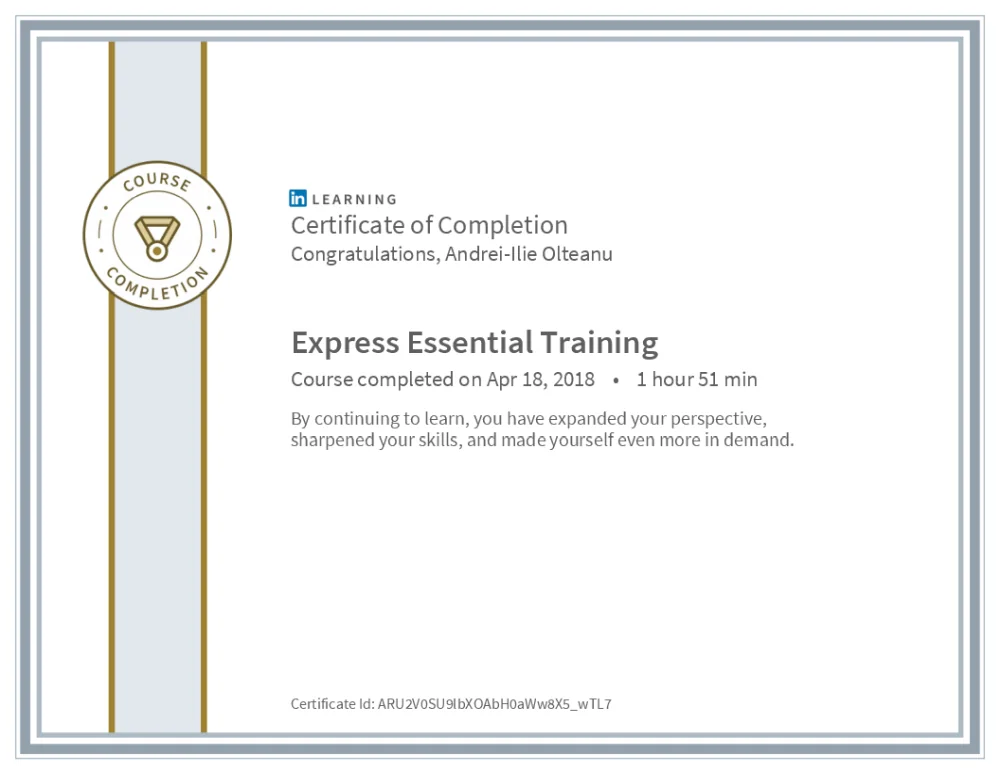 COURSE
COMPLETION
in LEARNING
Certificate of Completion
Congratulations, Andrei-Ilie Olteanu
Express Essential Training
Course completed on Apr 18, 2018 • 1 hour 51 min
By continuing to learn, you have expanded your perspective,
sharpened your skills, and made yourself even more in demand.
Certificate Id: ARU2V0SU9IbXOAbH0aWw8X5_wTL7